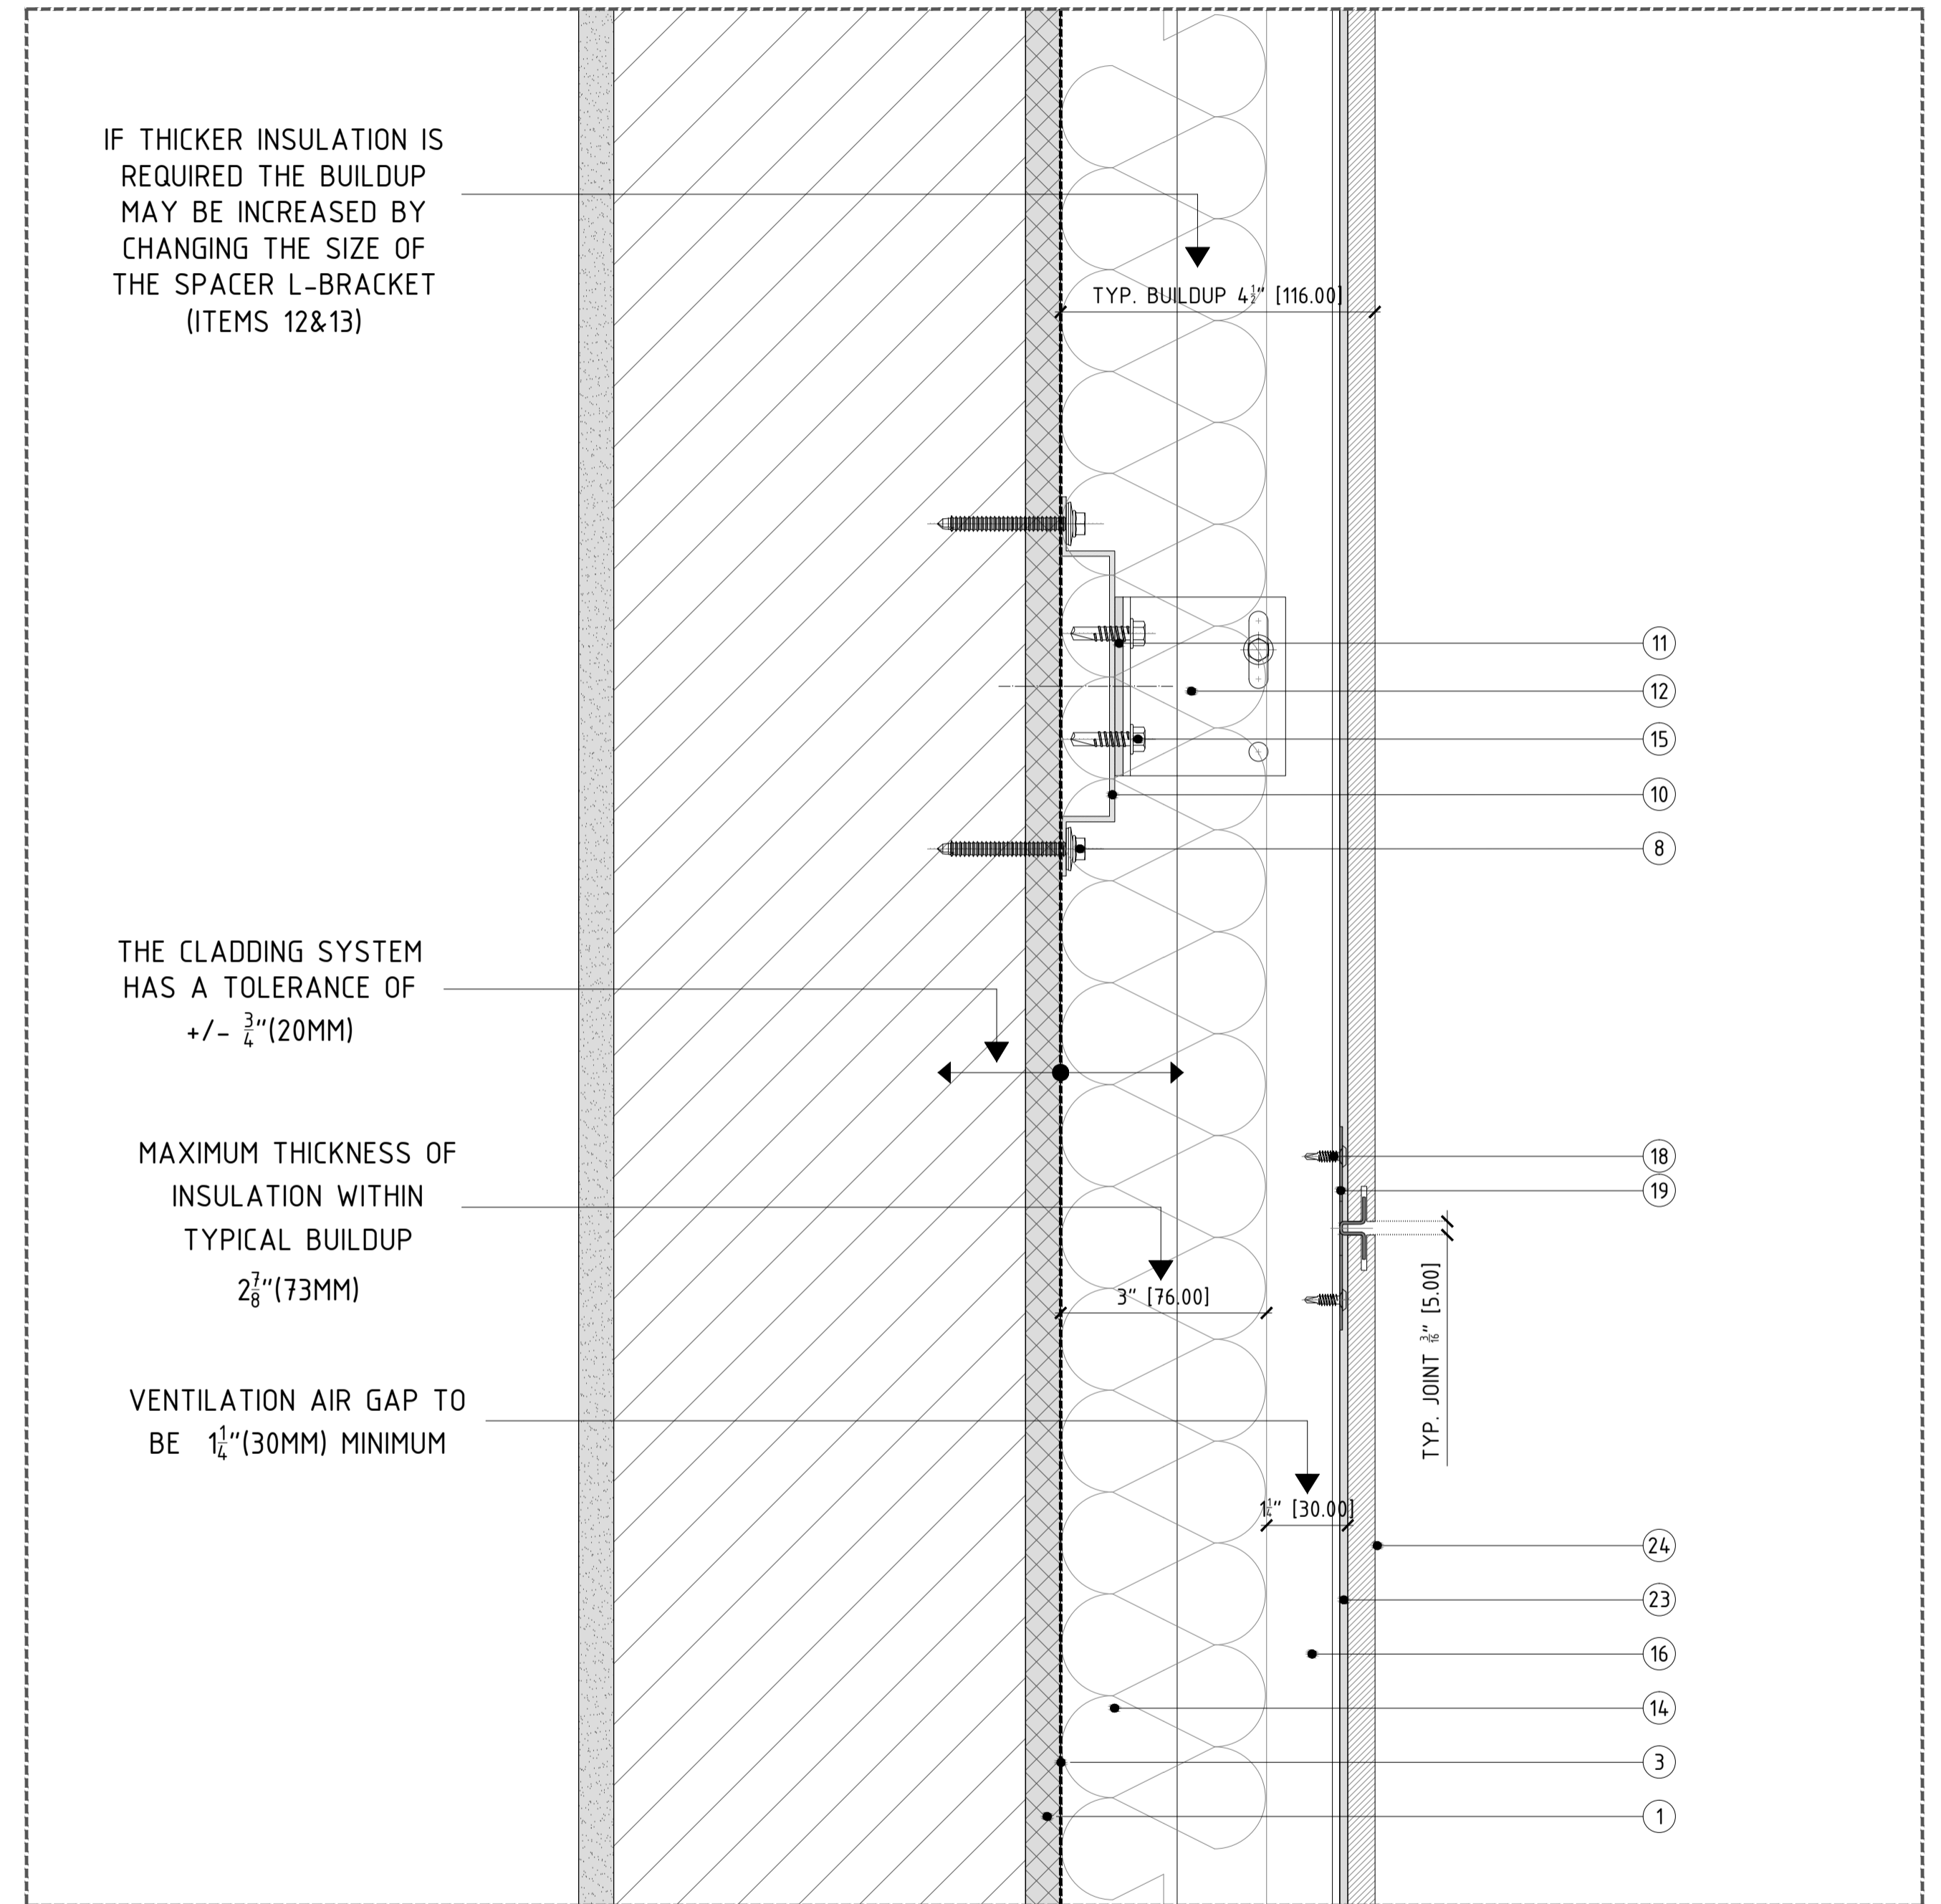 IF THICKER INSULATION IS
REQUIRED THE BUILDUP
MAY BE INCREASED BY
CHANGING THE SIZE OF
THE SPACER L-BRACKET
(ITEMS 12&13)
TYP. BUILDUP 4½" [116.00]
11
12
15
10
8
THE CLADDING SYSTEM
HAS A TOLERANCE OF
+/- ¾"(20MM)
MAXIMUM THICKNESS OF
INSULATION WITHIN
TYPICAL BUILDUP
2⅞"(73MM)
3" [76.00]
18
19
TYP. JOINT 3/16" [5.00]
VENTILATION AIR GAP TO
BE 1¼"(30MM) MINIMUM
1¼" [30.00]
24
23
16
14
3
1